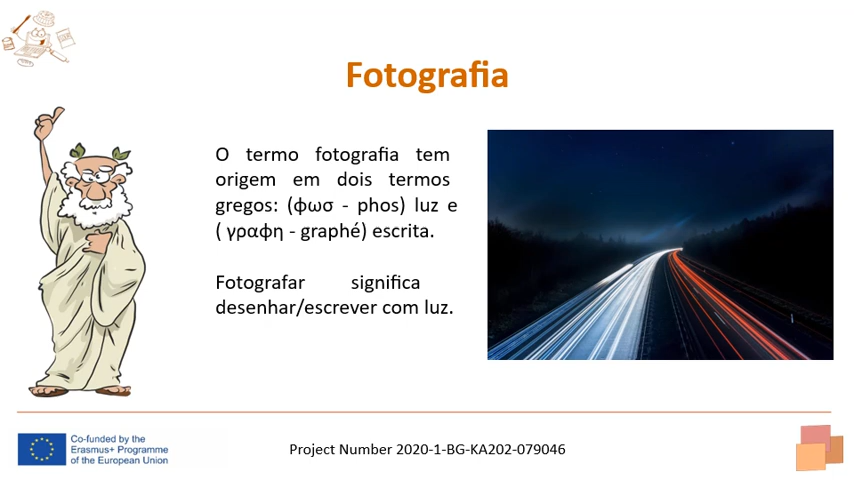 Fotografia
O termo fotografia tem
origem em dois termos
gregos: (φωσ - phos) luz e
( γραφη - graphé) escrita.
Fotografar significa
desenhar/escrever com luz.
Co-funded by the
Erasmus+ Programme
of the European Union
Project Number 2020-1-BG-KA202-079046